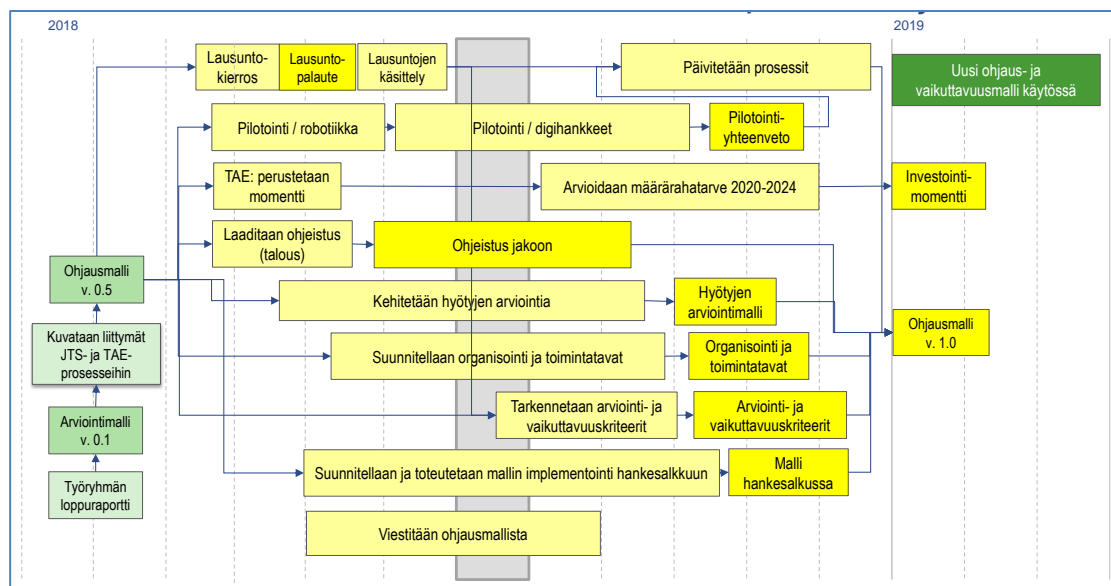 2018
2019
Lausunto-
kierros
Lausunto-
palaute
Lausuntojen
käsittely
Päivitetään prosessit
Uusi ohjaus- ja
vaikuttavuusmalli käytössä
Pilotointi / robotiikka
Pilotointi / digihankkeet
Pilotointi-
yhteenveto
TAE: perustetaan
momentti
Arvioidaan määrärahatarve 2020-2024
Investointi-
momentti
Laaditaan ohjeistus
(talous)
Ohjeistus jakoon
Ohjausmalli
v. 0.5
Kehitetään hyötyjen arviointia
Hyötyjen
arviointimalli
Ohjausmalli
v. 1.0
Kuvataan liittymät
JTS- ja TAE-
prosesseihin
Suunnitellaan organisointi ja toimintatavat
Organisointi ja
toimintatavat
Arviointimalli
v. 0.1
Tarkennetaan arviointi- ja
vaikuttavuuskriteerit
Arviointi- ja
vaikuttavuuskriteerit
Työryhmän
loppuraportti
Suunnitellaan ja toteutetaan mallin implementointi hankesalkkuun
Malli
hankesalkussa
Viestitään ohjausmallista